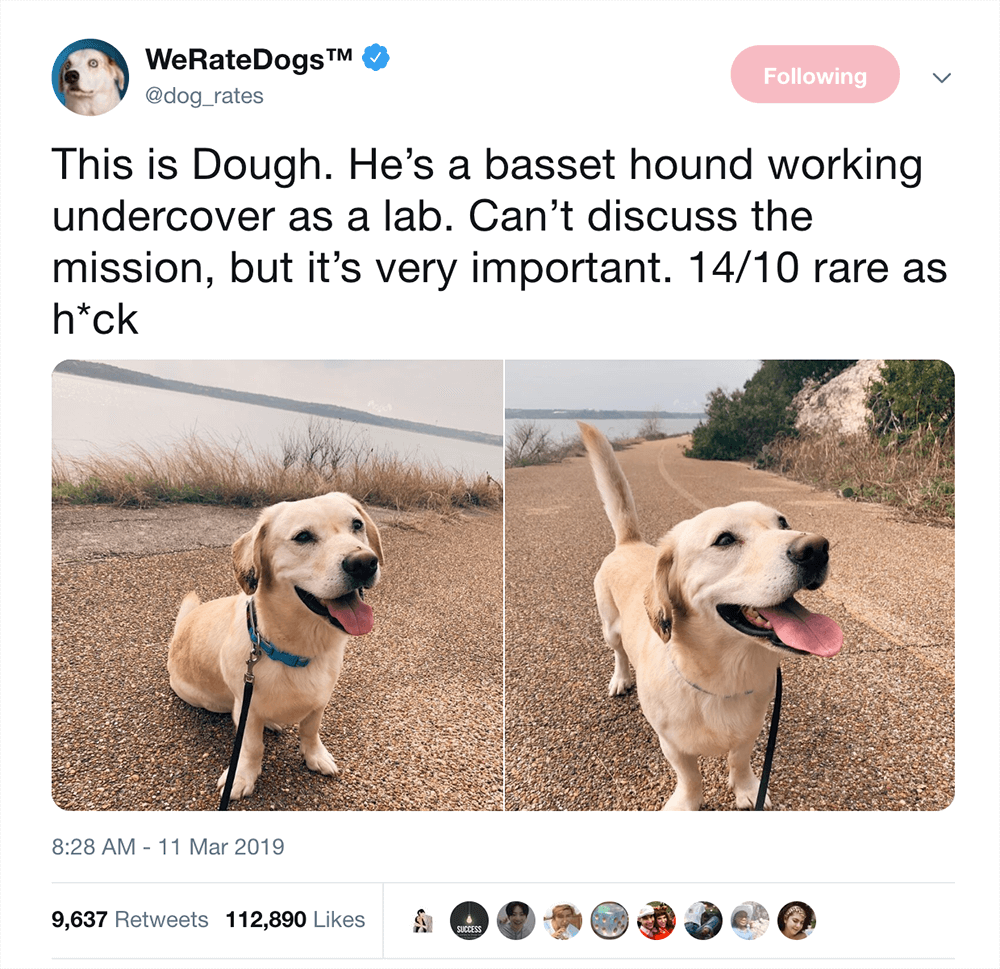 WeRateDogs™
@dog_rates
Following
This is Dough. He’s a basset hound working
undercover as a lab. Can’t discuss the
mission, but it’s very important. 14/10 rare as
h*ck
8:28 AM - 11 Mar 2019
9,637 Retweets 112,890 Likes
SUCCESS